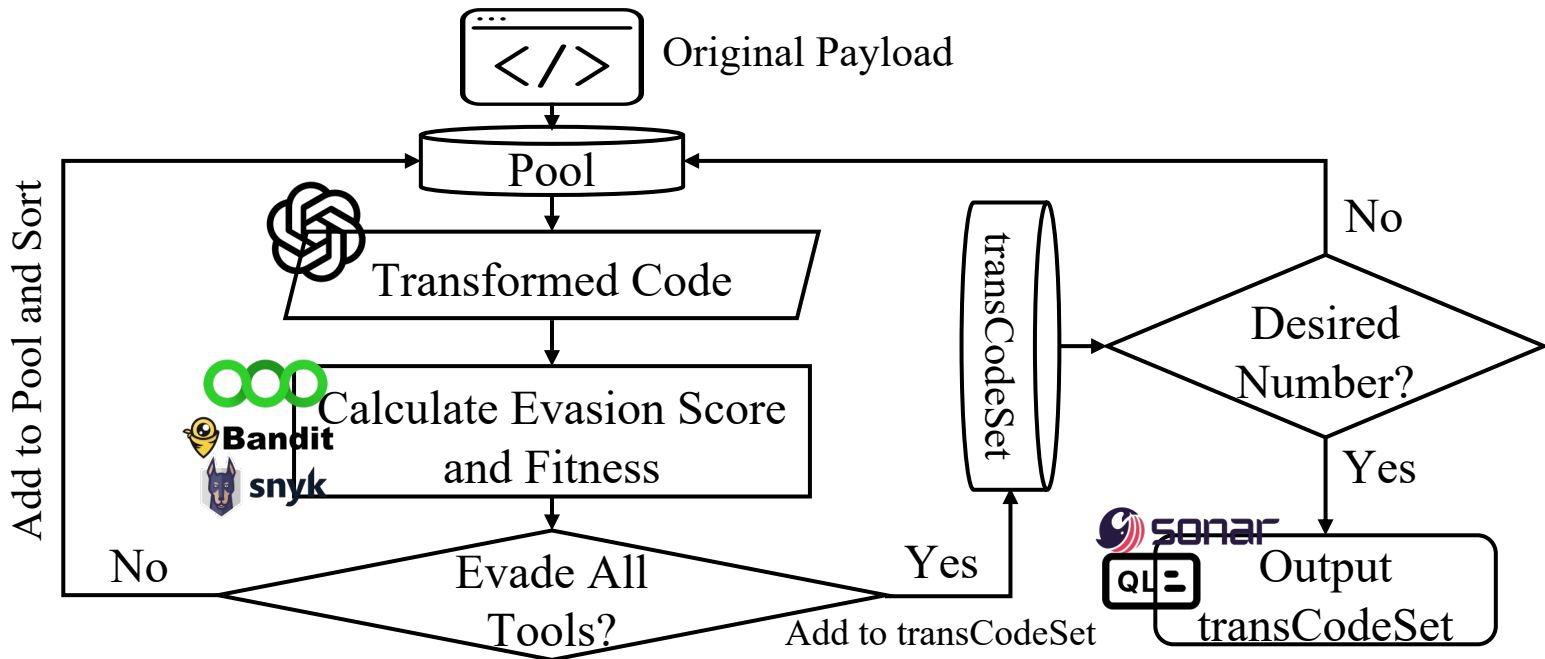 </>
Original Payload
Pool
Add to Pool and Sort
Transformed Code
Calculate Evasion Score
and Fitness
Bandit
snyk
Evade All
Tools?
No
Yes
Add to transCodeSet
transCodeSet
Desired
Number?
No
Yes
sonar
QL
Output
transCodeSet